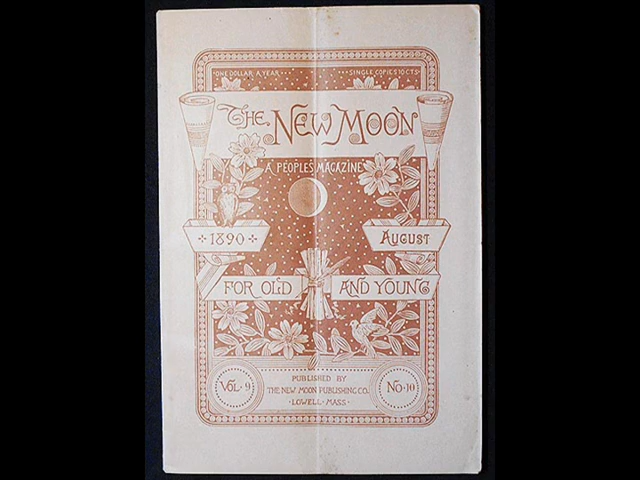 ONE DOLLAR A YEAR
SINGLE COPIES 10 CTS
THE NEW MOON
A PEOPLES MAGAZINE
1890
AUGUST
FOR OLD AND YOUNG
VOL. 9
PUBLISHED BY
THE NEW MOON PUBLISHING CO.
LOWELL MASS
NO. 10